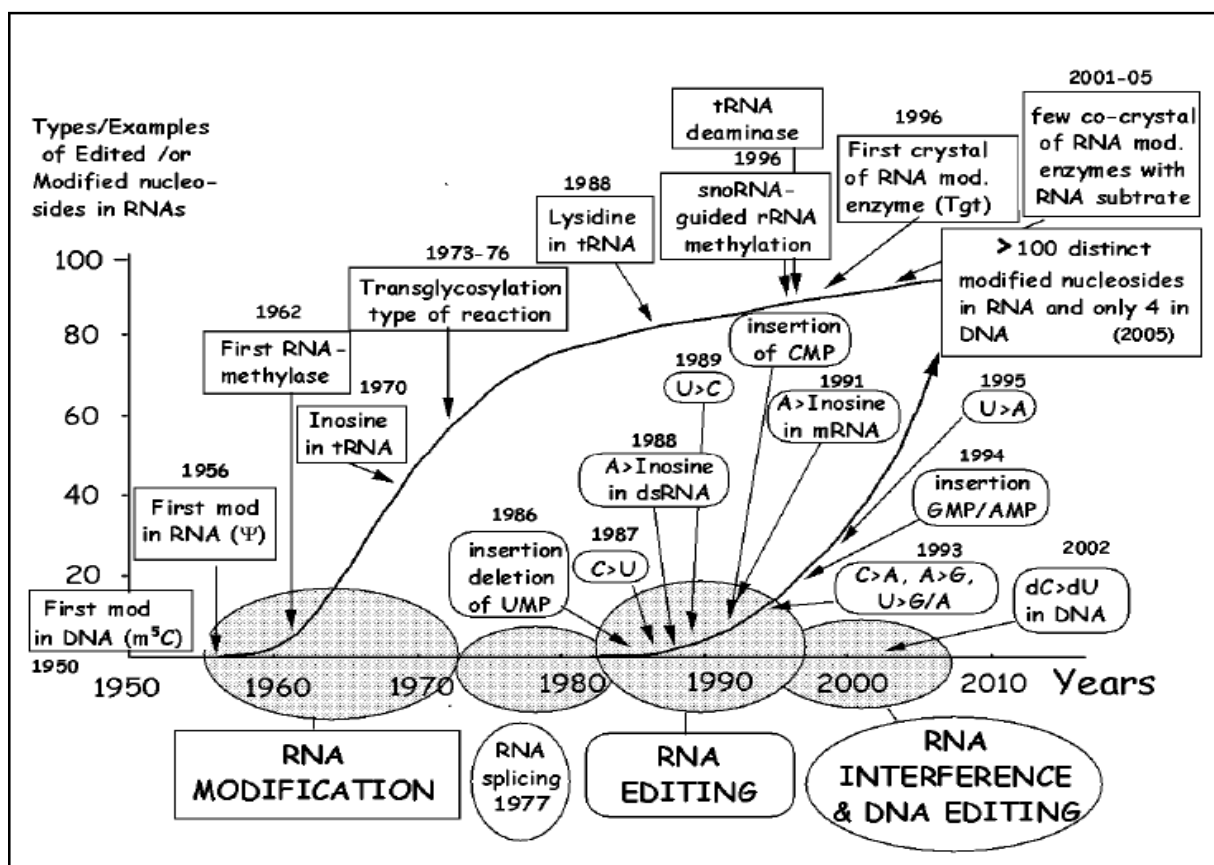 Types/Examples
of Edited /or
Modified nucleo-
sides in RNAs
100
80
60
40
20
1950
1960
1970
1980
1990
2000
2010
Years
First mod
in DNA (m⁵C)
1950
1956
First mod
in RNA (Ψ)
1962
First RNA-
methylase
1970
Inosine
in tRNA
1973-76
Transglycosylation
type of reaction
1988
Lysidine
in tRNA
tRNA
deaminase
1996
snoRNA-
guided rRNA
methylation
1996
First crystal
of RNA mod.
enzyme (Tgt)
2001-05
few co-crystal
of RNA mod.
enzymes with
RNA subtrate
>100 distinct
modified nucleosides
in RNA and only 4 in
DNA (2005)
1986
insertion
deletion
of UMP
1987
C>U
1988
A>Inosine
in dsRNA
1989
U>C
insertion
of CMP
1991
A>Inosine
in mRNA
1995
U>A
1994
insertion
GMP/AMP
1993
C>A, A>G,
U>G/A
2002
dC>dU
in DNA
RNA
MODIFICATION
RNA
splicing
1977
RNA
EDITING
RNA
INTERFERENCE
& DNA EDITING